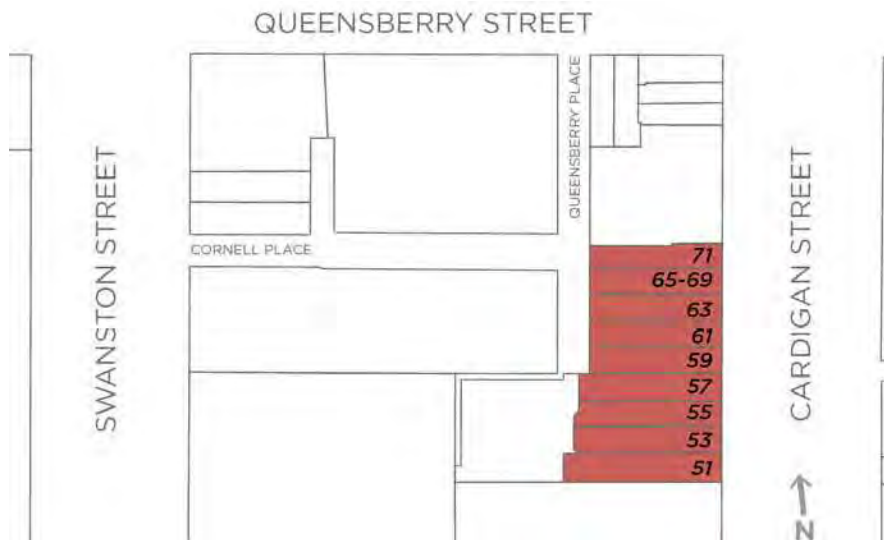 QUEENSBERRY STREET
SWANSTON STREET
CORNELL PLACE
QUEENSBERRY PLACE
71
65-69
63
61
59
57
55
53
51
CARDIGAN STREET
N